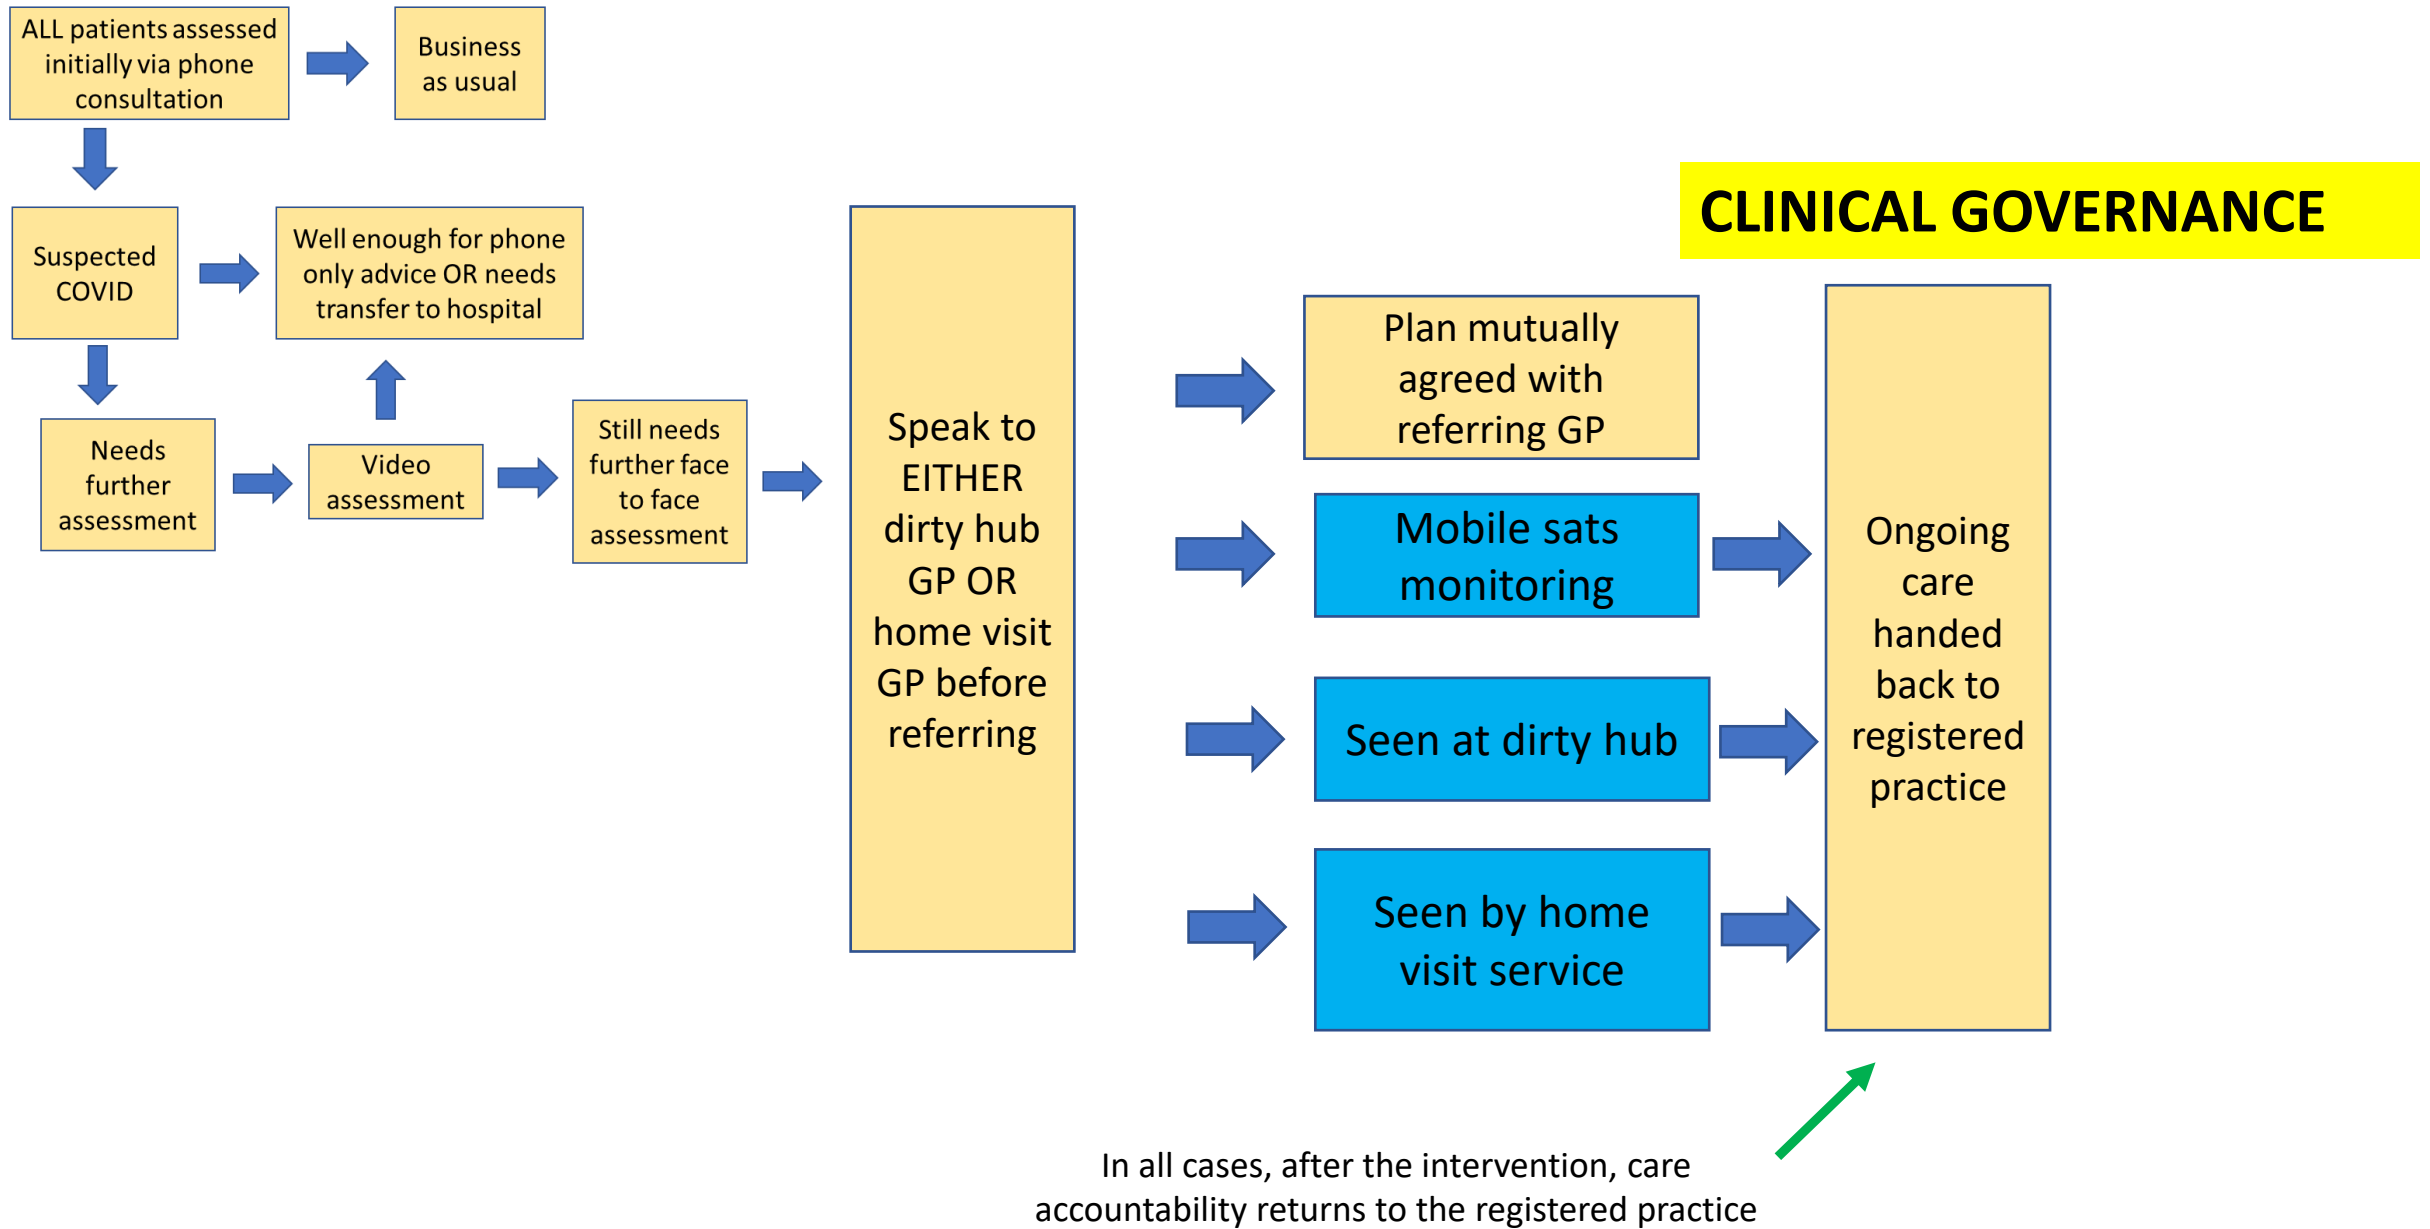 ALL patients assessed
initially via phone
consultation
Business
as usual
Suspected
COVID
Well enough for phone
only advice OR needs
transfer to hospital
Needs
further
assessment
Video
assessment
Still needs
further face
to face
assessment
Speak to
EITHER
dirty hub
GP OR
home visit
GP before
referring
CLINICAL GOVERNANCE
Plan mutually
agreed with
referring GP
Mobile sats
monitoring
Seen at dirty hub
Seen by home
visit service
Ongoing
care
handed
back to
registered
practice
In all cases, after the intervention, care
accountability returns to the registered practice